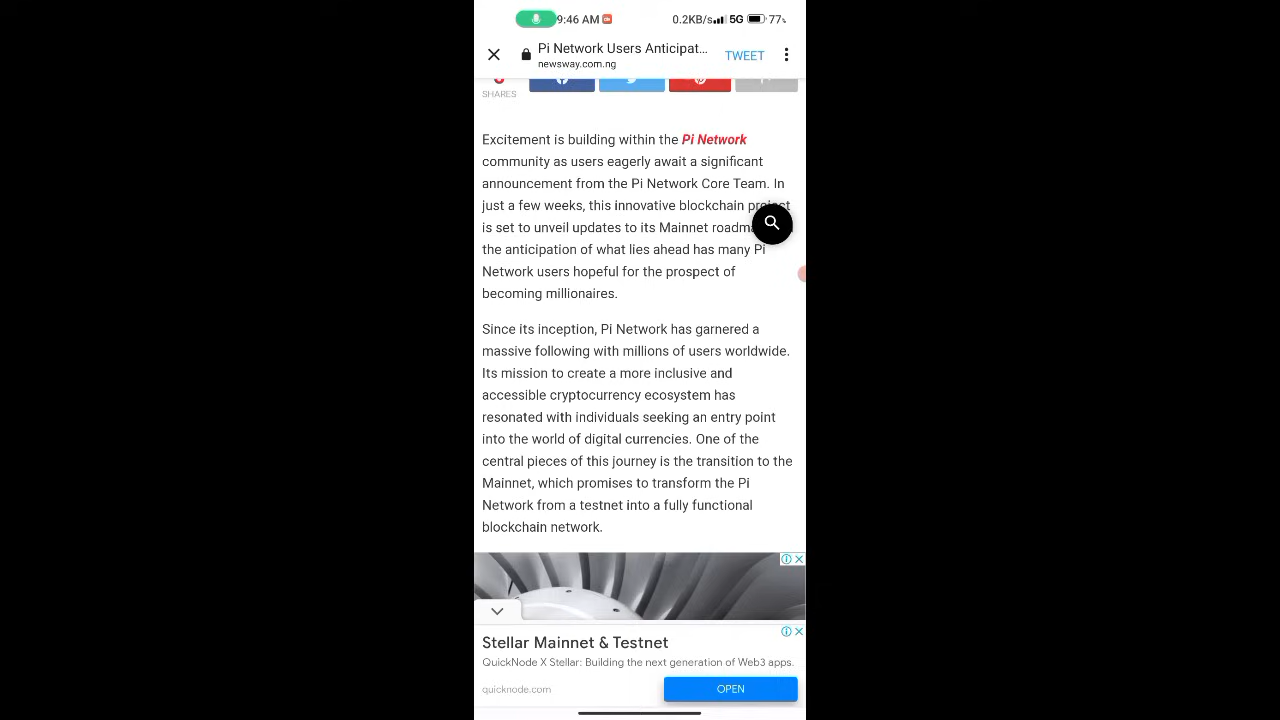 9:46 AM
0.2KB/s 5G 77%
Pi Network Users Anticipat...
newsway.com.ng
TWEET
SHARES
Excitement is building within the Pi Network
community as users eagerly await a significant
announcement from the Pi Network Core Team. In
just a few weeks, this innovative blockchain project
is set to unveil updates to its Mainnet
the anticipation of what lies ahead has many Pi
Network users hopeful for the prospect of
becoming millionaires.
Since its inception, Pi Network has garnered a
massive following with millions of users worldwide.
Its mission to create a more inclusive and
accessible cryptocurrency ecosystem has
resonated with individuals seeking an entry point
into the world of digital currencies. One of the
central pieces of this journey is the transition to the
Mainnet, which promises to transform the Pi
Network from a testnet into a fully functional
blockchain network.
Stellar Mainnet & Testnet
QuickNode X Stellar: Building the next generation of Web3 apps.
quicknode.com
OPEN